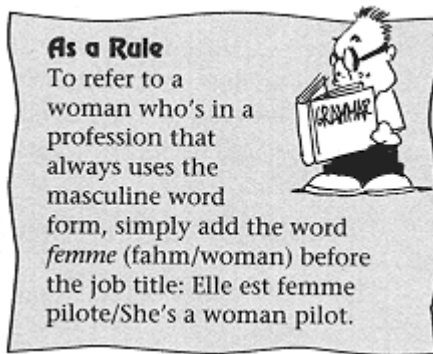 As a Rule
To refer to a
woman who's in a
profession that
always uses the
masculine word
form, simply add the word
femme (fahm/woman) before
the job title: Elle est femme
pilote/She's a woman pilot.
GRAMMAR